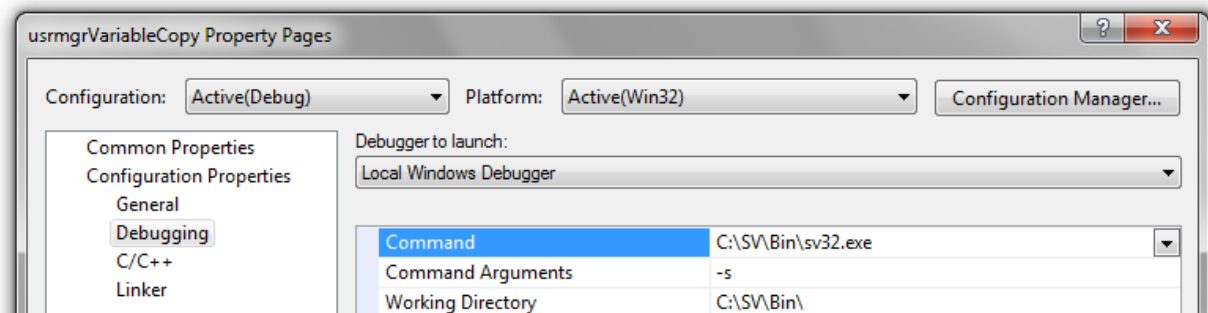 usrmgrVariableCopy Property Pages
Configuration: Active(Debug) Platform: Active(Win32) Configuration Manager...
Common Properties
Configuration Properties
General
Debugging
C/C++
Linker
Debugger to launch:
Local Windows Debugger
Command C:\SV\Bin\sv32.exe
Command Arguments -s
Working Directory C:\SV\Bin\